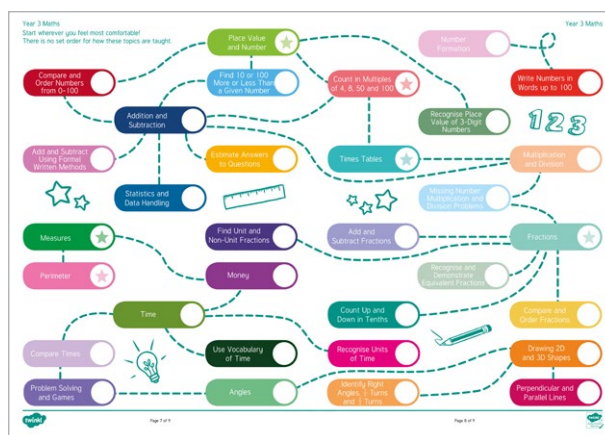 Year 3 Maths
Start wherever you feel most comfortable!
There is no set order for how these topics are taught.
Year 3 Maths
Place Value
and Number
Number
Formation
Compare and
Order Numbers
from 0-100
Find 10 or 100
More or Less Than
a Given Number
Count in Multiples
of 4, 8, 50 and 100
Write Numbers in
Words up to 100
Addition and
Subtraction
Recognise Place
Value of 3-Digit
Numbers
123
Add and Subtract
Using Formal
Written Methods
Estimate Answers
to Questions
Times Tables
Multiplication
and Division
Statistics and
Data Handling
Missing Number
Multiplication and
Division Problems
Measures
Find Unit and
Non-Unit Fractions
Add and
Subtract Fractions
Fractions
Perimeter
Money
Recognise and
Demonstrate
Equivalent Fractions
Time
Count Up and
Down in Tenths
Compare and
Order Fractions
Compare Times
Use Vocabulary
of Time
Recognise Units
of Time
Drawing 2D
and 3D Shapes
Problem Solving
and Games
Angles
Identify Right
Angles, ½ Turns
and ¼ Turns
Perpendicular and
Parallel Lines
twinkl
Page 7 of 9
Page 8 of 9
twinkl